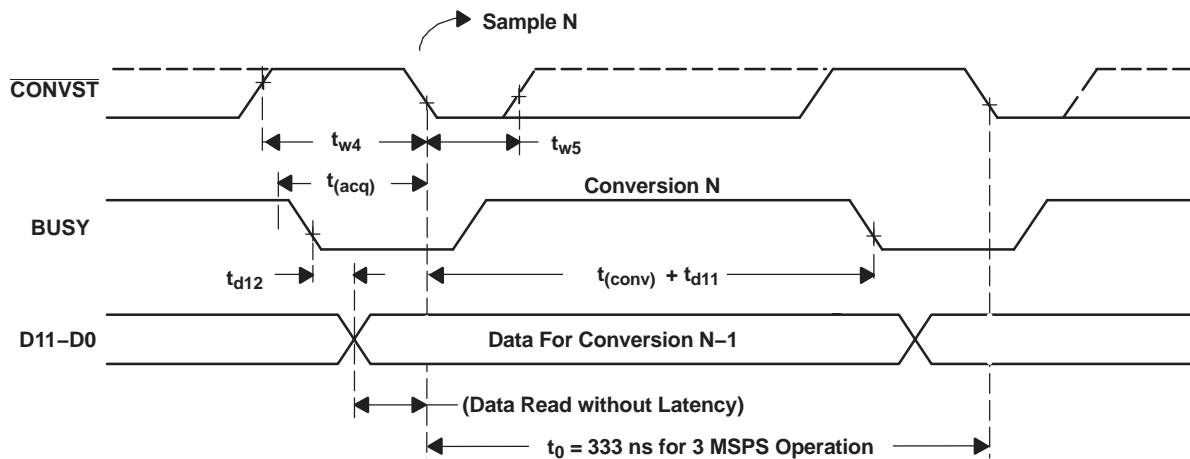 Sample N
CONVST
tw4
tw5
t(acq)
Conversion N
BUSY
td12
t(conv) + td11
D11–D0
Data For Conversion N–1
(Data Read without Latency)
t0 = 333 ns for 3 MSPS Operation